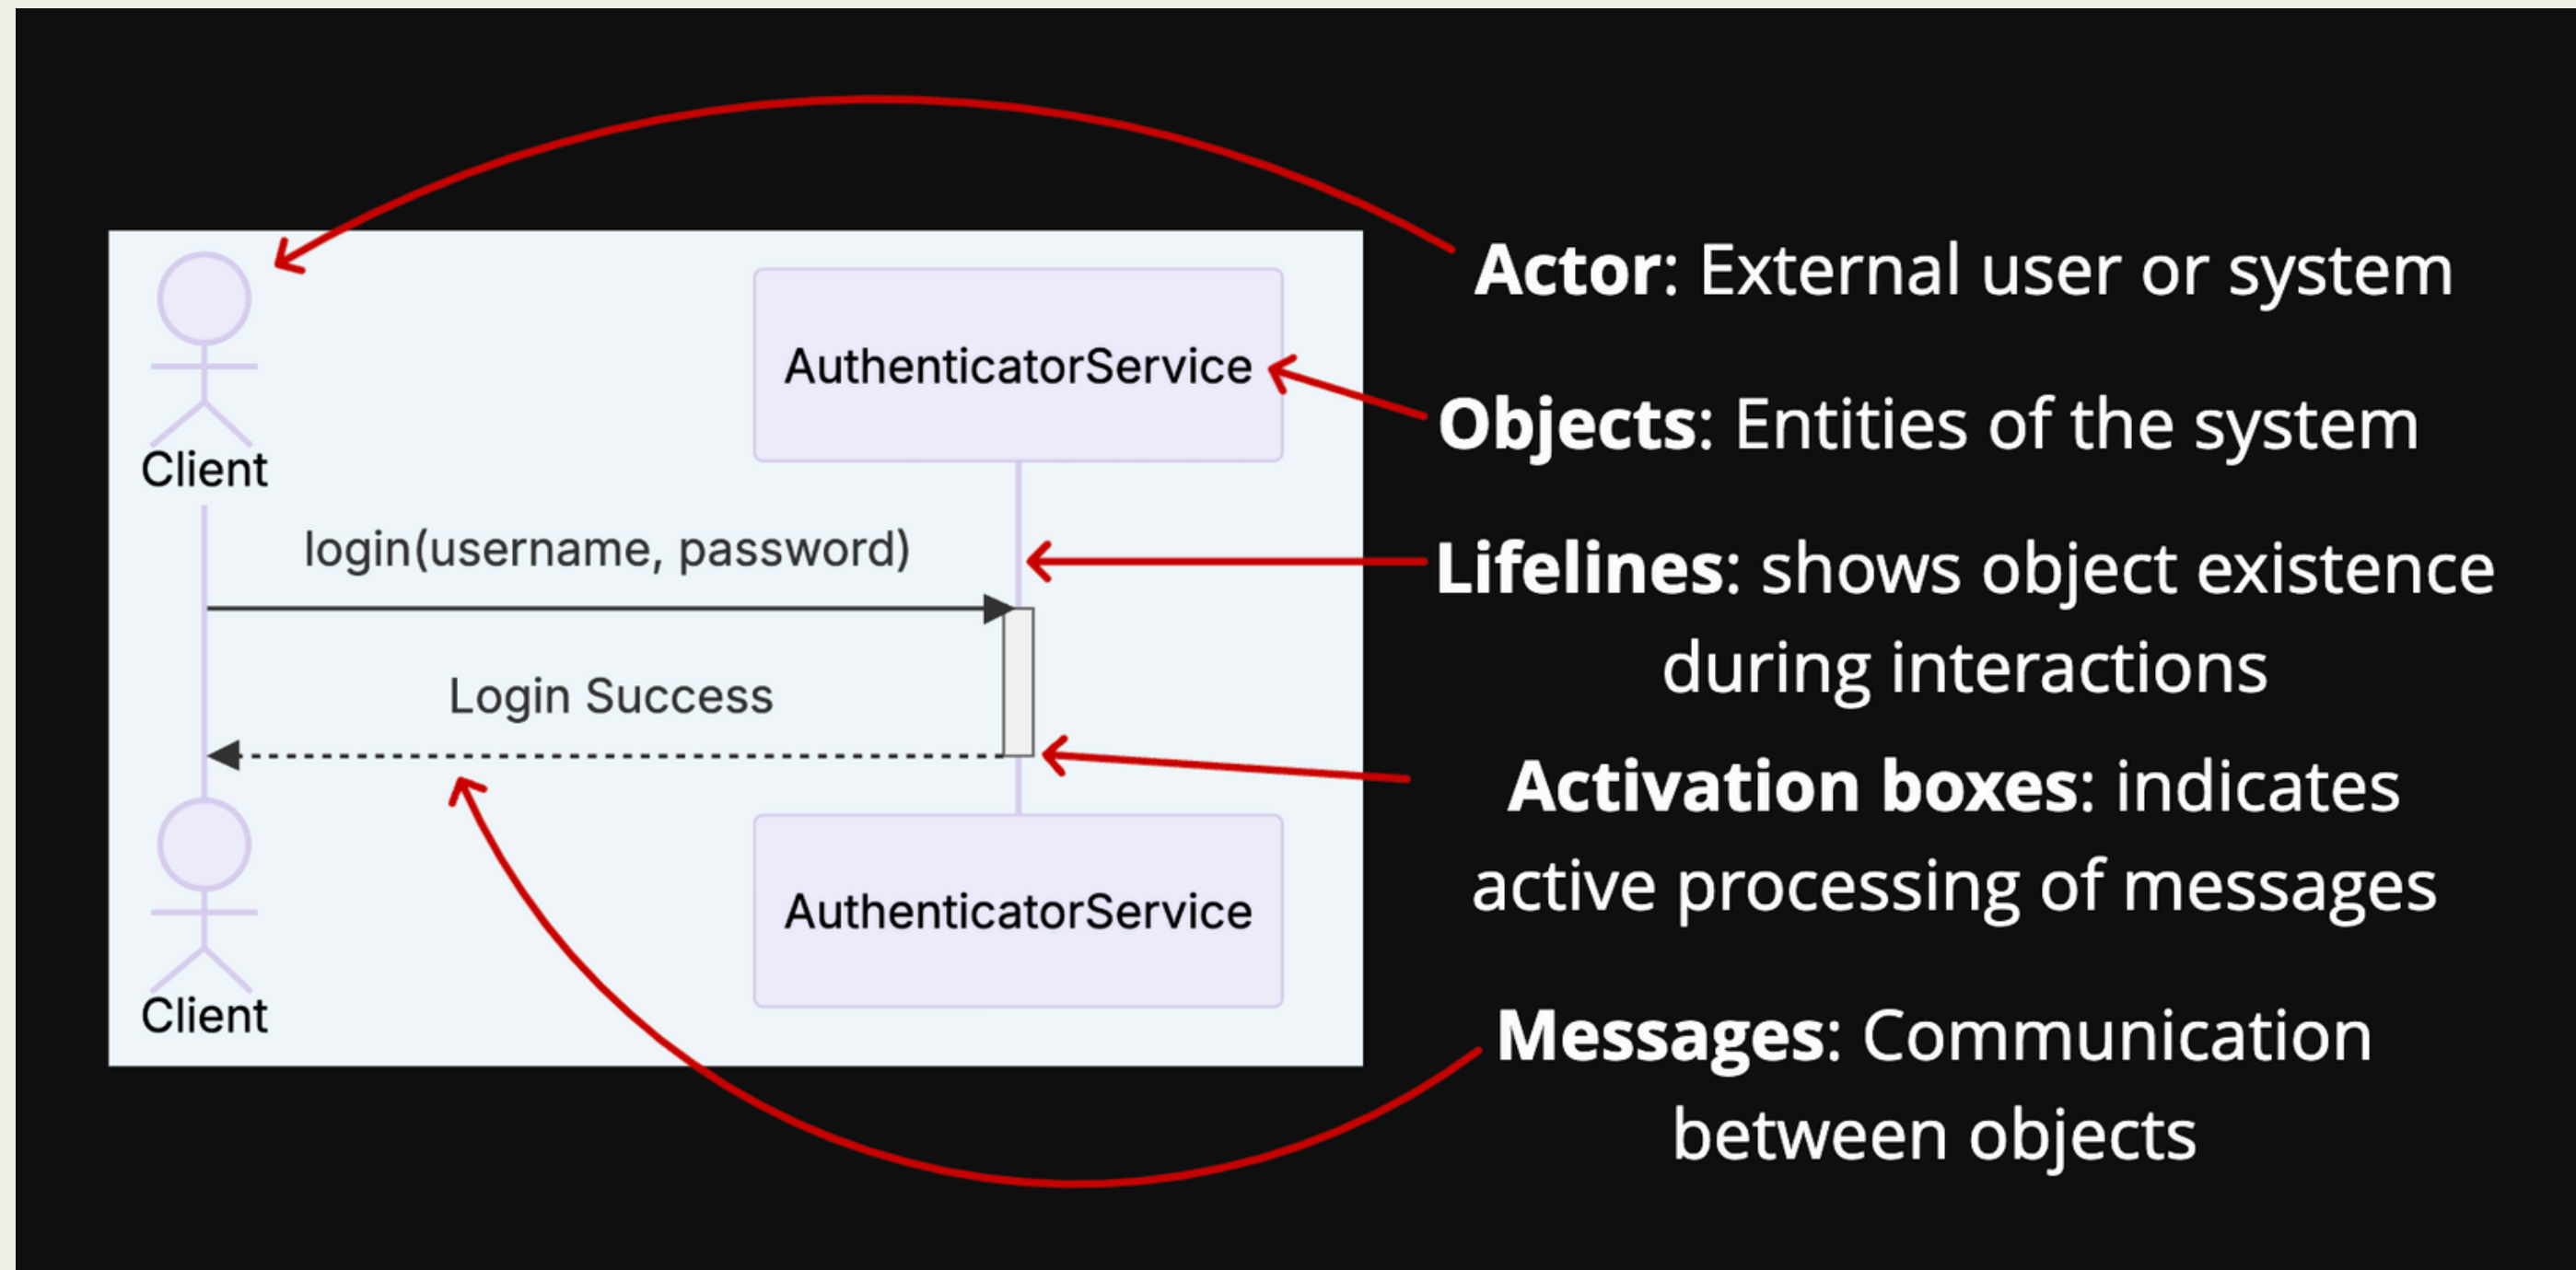 Client
AuthenticatorService
login(username, password)
Login Success
Client
AuthenticatorService
Actor: External user or system
Objects: Entities of the system
Lifelines: shows object existence
during interactions
Activation boxes: indicates
active processing of messages
Messages: Communication
between objects